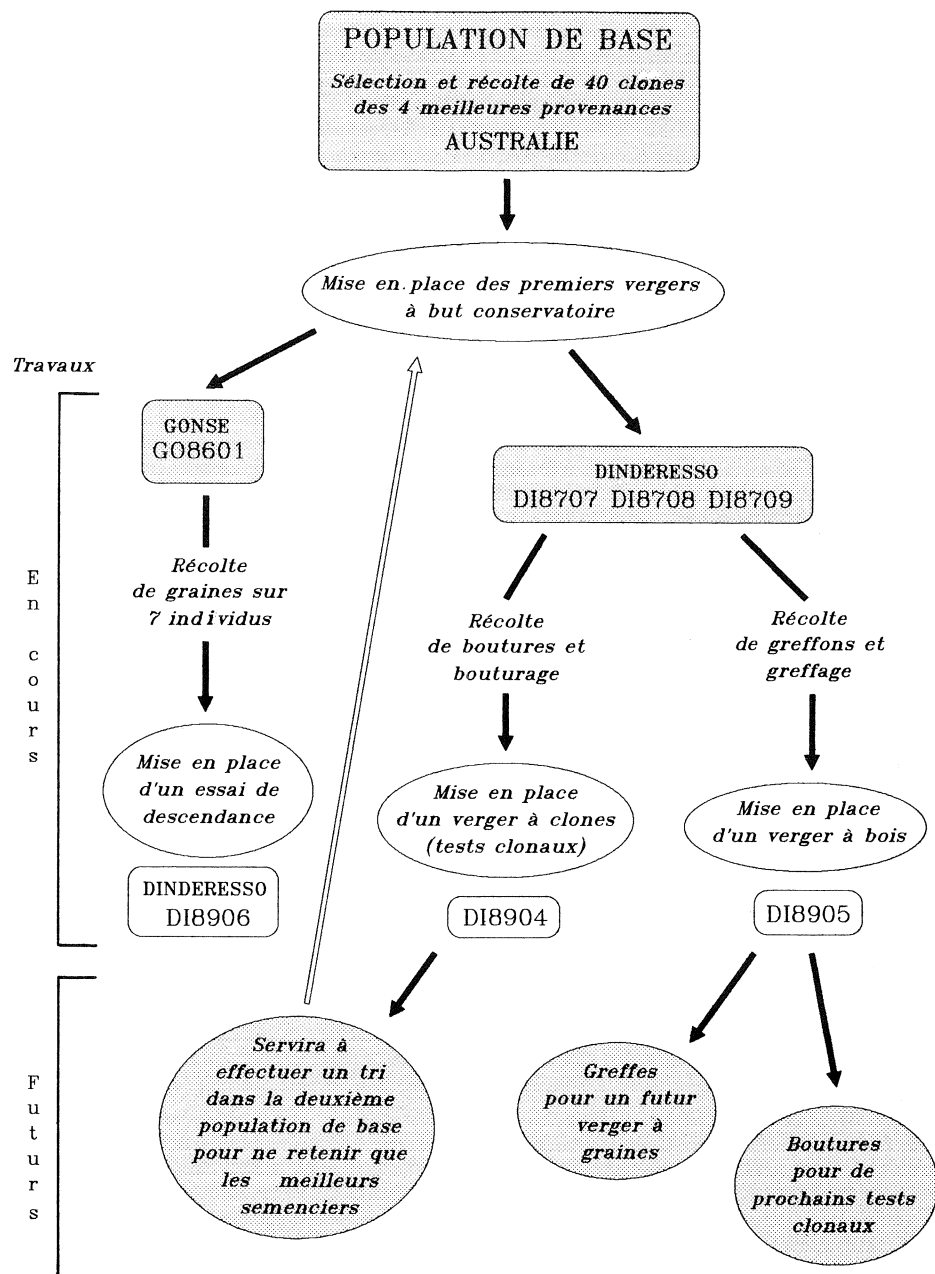 POPULATION DE BASE
Sélection et récolte de 40 clones
des 4 meilleures provenances
AUSTRALIE
Mise en place des premiers vergers
à but conservatoire
Travaux
En cours
GONSE
GO8601
DINDERESSO
DI8707 DI8708 DI8709
Récolte
de graines sur
7 individus
Récolte
de boutures et
bouturage
Récolte
de greffons et
greffage
Mise en place
d'un essai de
descendance
Mise en place
d'un verger à clones
(tests clonaux)
Mise en place
d'un verger à bois
DINDERESSO
DI8906
DI8904
DI8905
Futurs
Servira à
effectuer un tri
dans la deuxième
population de base
pour ne retenir que
les meilleurs
semenciers
Greffes
pour un futur
verger à
graines
Boutures
pour de
prochains tests
clonaux